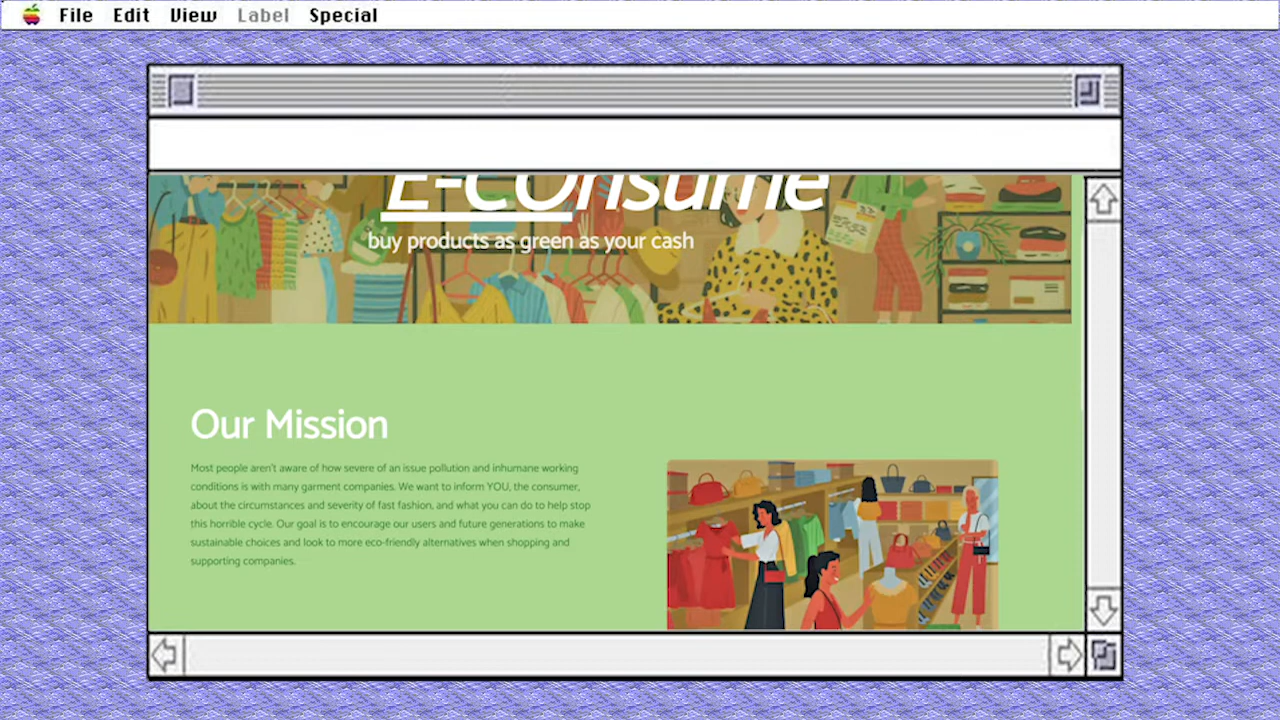 File Edit View Label Special
E-COnsume
buy products as green as your cash
Our Mission
Most people aren't aware of how severe of an issue pollution and inhumane working
conditions is with many garment companies. We want to inform YOU, the consumer,
about the circumstances and severity of fast fashion, and what you can do to help stop
this horrible cycle. Our goal is to encourage our users and future generations to make
sustainable choices and look to more eco-friendly alternatives when shopping and
supporting companies.